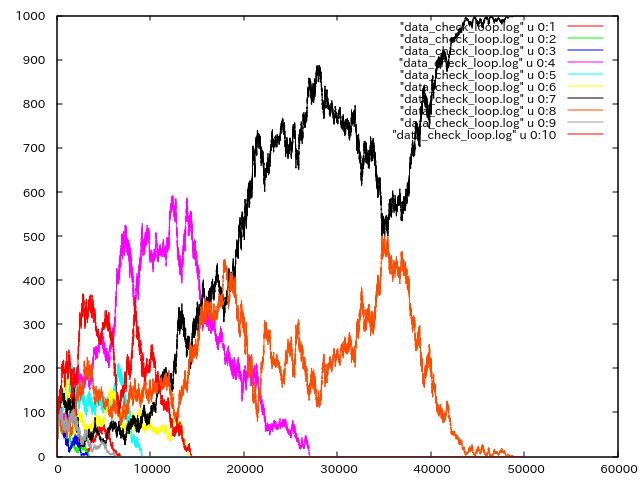 1000
900
800
700
600
500
400
300
200
100
0
"data_check_loop.log" u 0:1
"data_check_loop.log" u 0:2
"data_check_loop.log" u 0:3
"data_check_loop.log" u 0:4
"data_check_loop.log" u 0:5
"data_check_loop.log" u 0:6
"data_check_loop.log" u 0:7
"data_check_loop.log" u 0:8
"data_check_loop.log" u 0:9
"data_check_loop.log" u 0:10
0 10000 20000 30000 40000 50000 60000